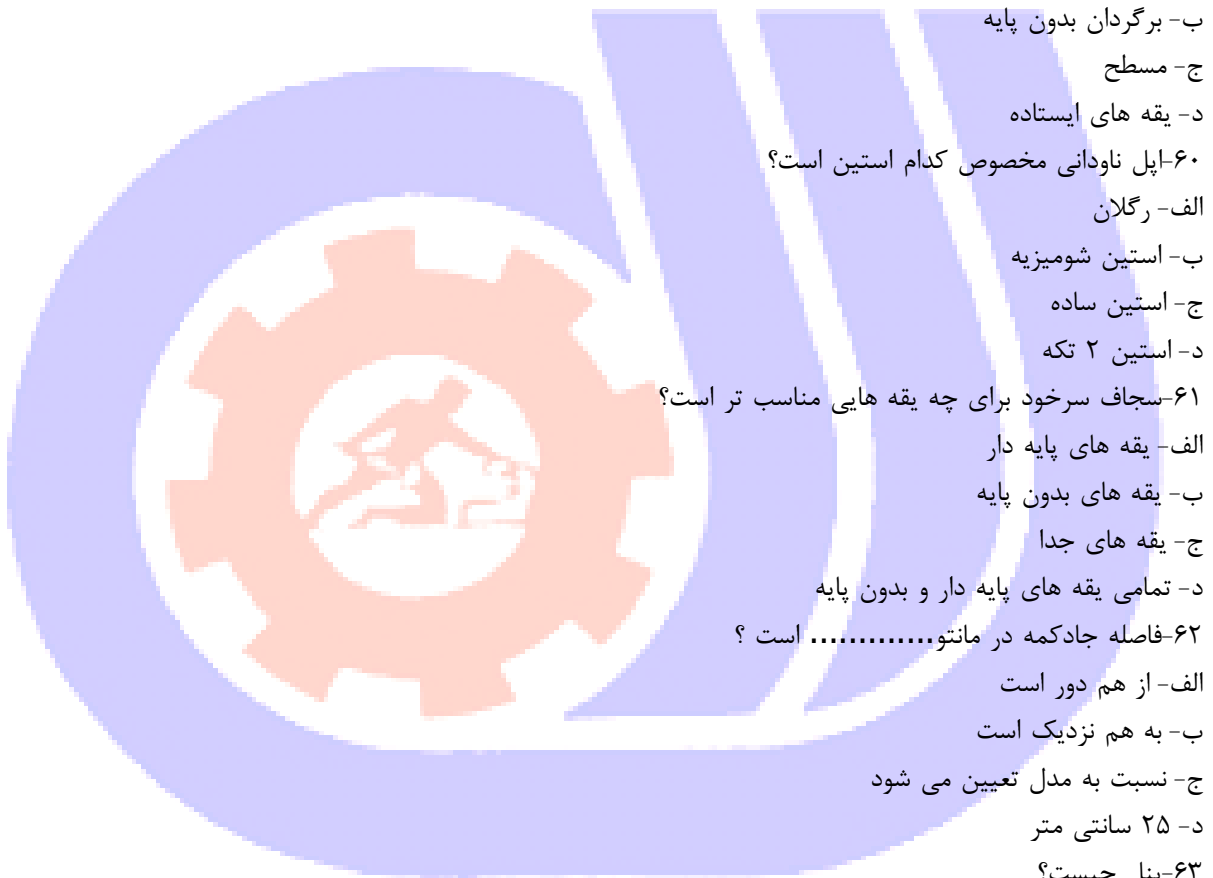 ب- برگردان بدون پایه
ج- مسطح
د- یقه های ایستاده
۶۰-اپل ناودانی مخصوص کدام استین است؟
الف- رگلان
ب- استین شومیزیه
ج- استین ساده
د- استین ۲ تکه
۶۱-سجاف سرخود برای چه یقه هایی مناسب تر است؟
الف- یقه های پایه دار
ب- یقه های بدون پایه
ج- یقه های جدا
د- تمامی یقه های پایه دار و بدون پایه
۶۲-فاصله جادکمه در مانتو............. است ؟
الف- از هم دور است
ب- به هم نزدیک است
ج- نسبت به مدل تعیین می شود
د- ۲۵ سانتی متر
۶۳-پنل چیست؟